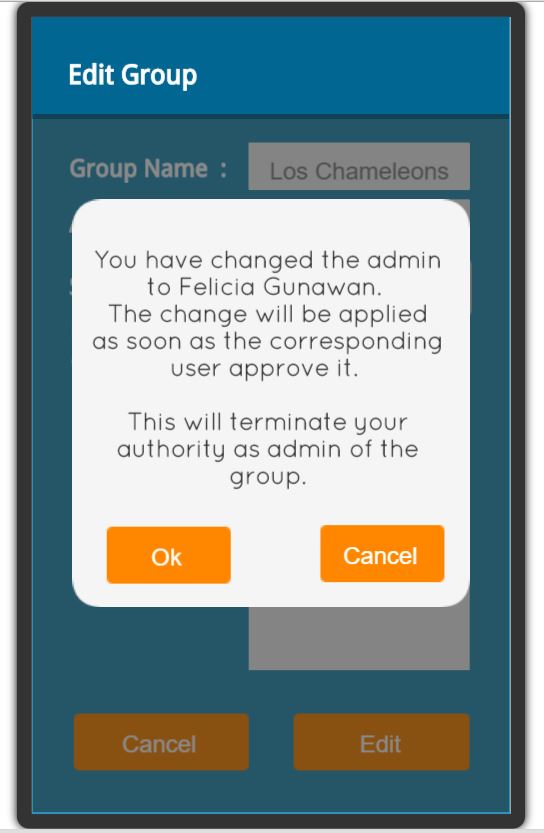 Edit Group
Group Name : Los Chameleons
You have changed the admin
to Felicia Gunawan.
The change will be applied
as soon as the corresponding
user approve it.
This will terminate your
authority as admin of the
group.
Ok Cancel
Cancel Edit